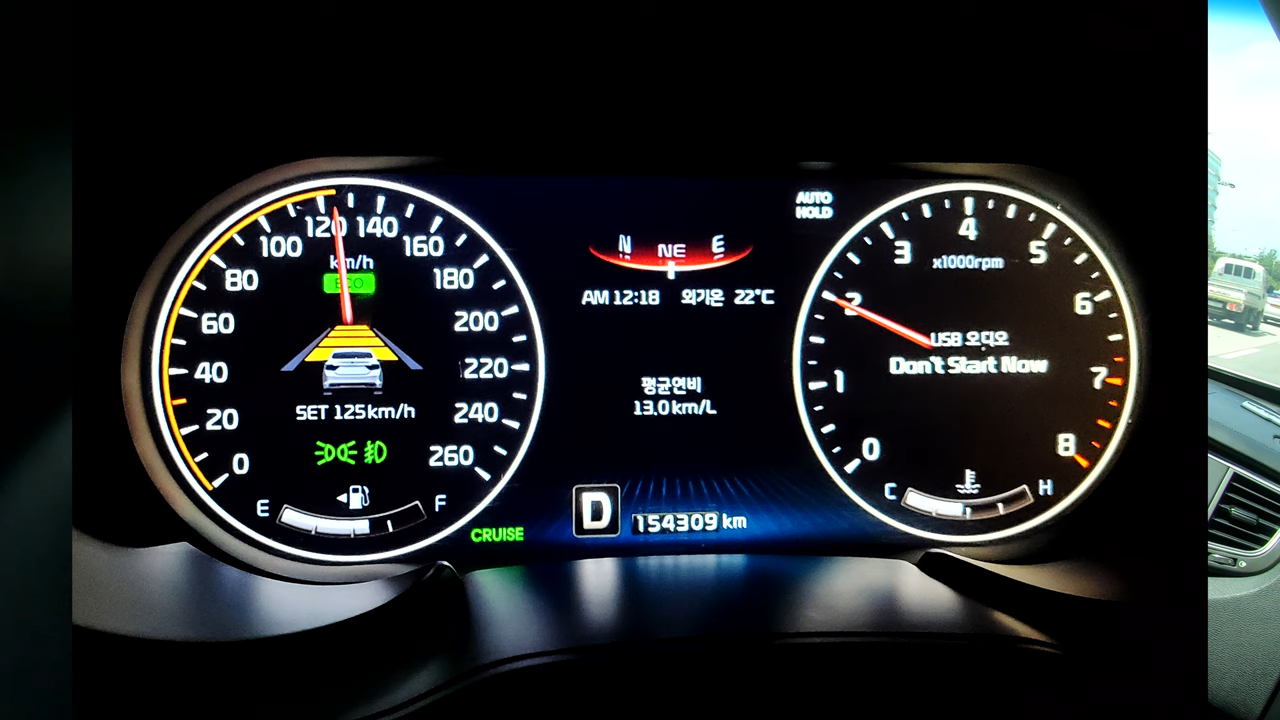 0
20
40
60
80
100
120
140
160
180
200
220
240
260
km/h
ECO
SET 125km/h
E
F
CRUISE
N NE E
AM 12:18 외기온 22°C
평균연비
13.0km/L
D
154309 km
AUTO
HOLD
0
1
2
3
4
5
6
7
8
x1000rpm
USB 오디오
Don't Start Now
C
H